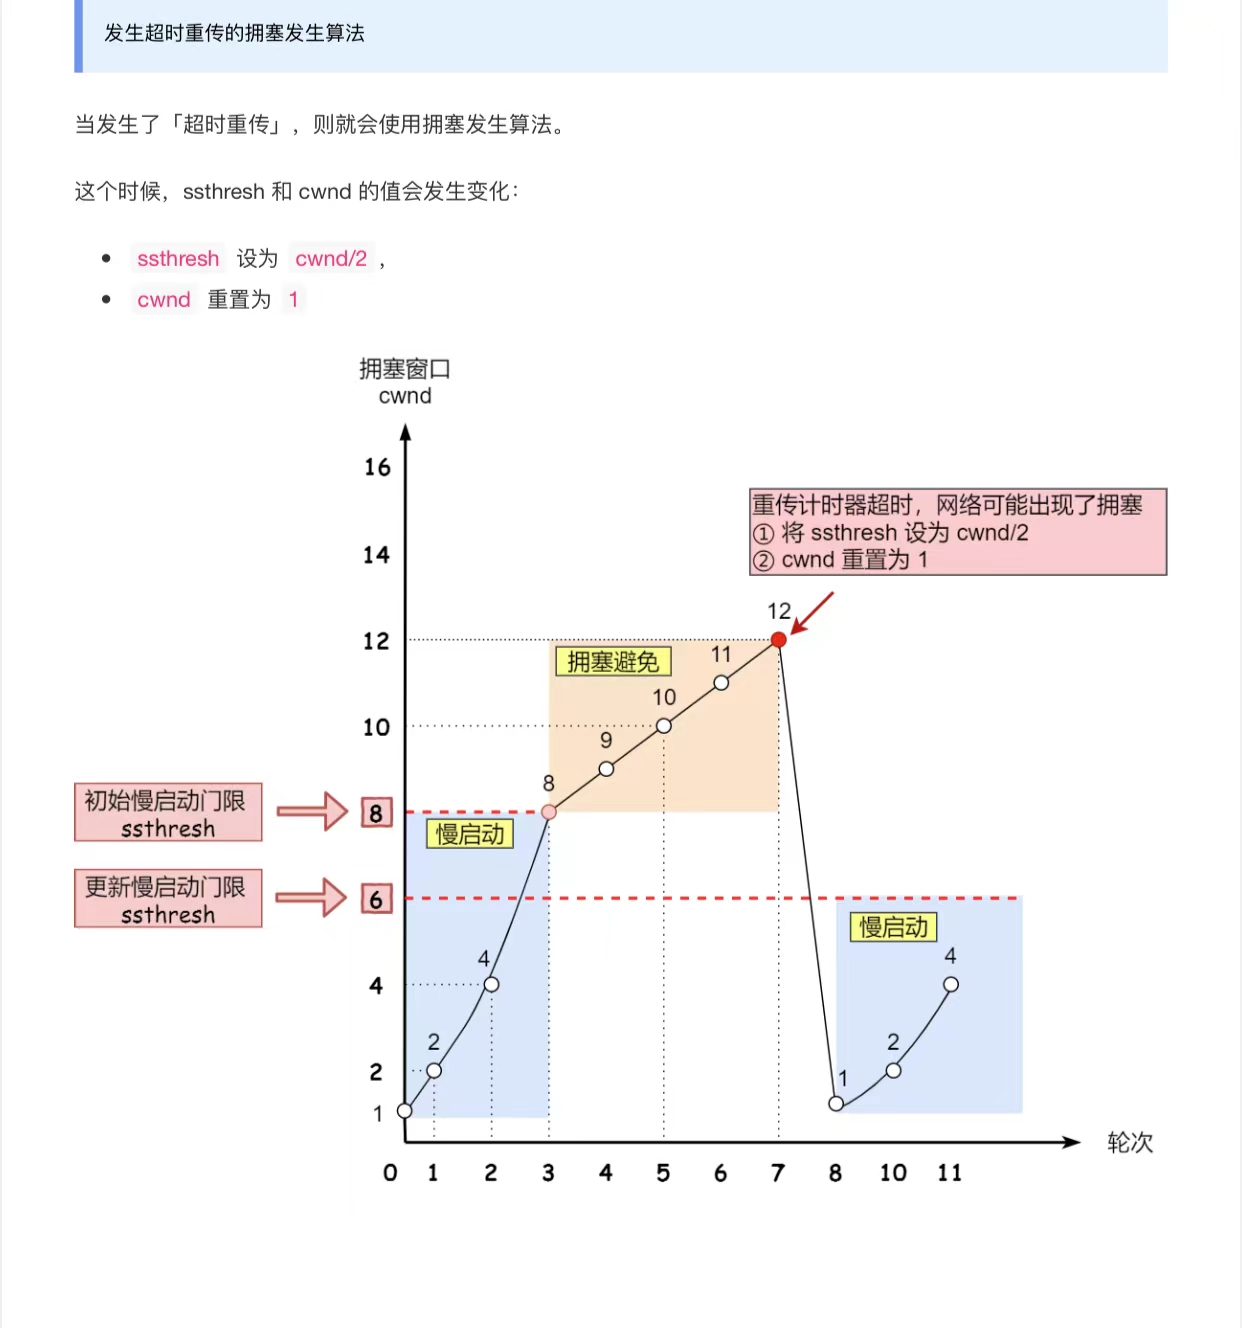 发生超时重传的拥塞发生算法
当发生了「超时重传」，则就会使用拥塞发生算法。
这个时候，ssthresh 和 cwnd 的值会发生变化：
ssthresh 设为 cwnd/2 ，
cwnd 重置为 1
拥塞窗口
cwnd
16
重传计时器超时，网络可能出现了拥塞
① 将 ssthresh 设为 cwnd/2
② cwnd 重置为 1
14
12
12
拥塞避免
11
10
10
9
8
初始慢启动门限
ssthresh
8
慢启动
更新慢启动门限
ssthresh
6
慢启动
4
4
4
2
2
2
1
1
轮次
0 1 2 3 4 5 6 7 8 10 11